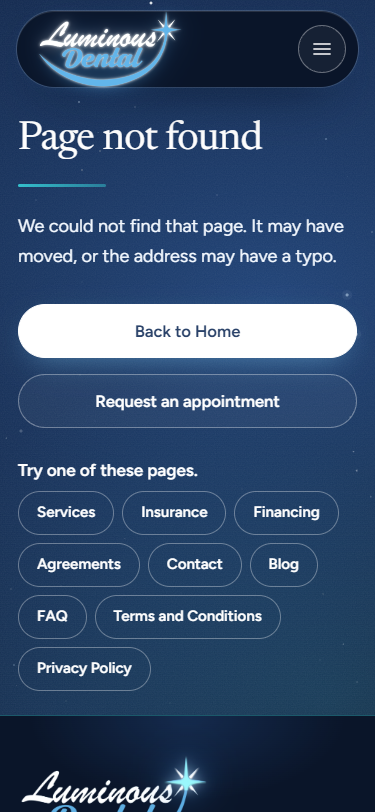 Luminous
Dental
Page not found
We could not find that page. It may have
moved, or the address may have a typo.
Back to Home
Request an appointment
Try one of these pages.
Services Insurance Financing
Agreements Contact Blog
FAQ Terms and Conditions
Privacy Policy
Luminous
Dental